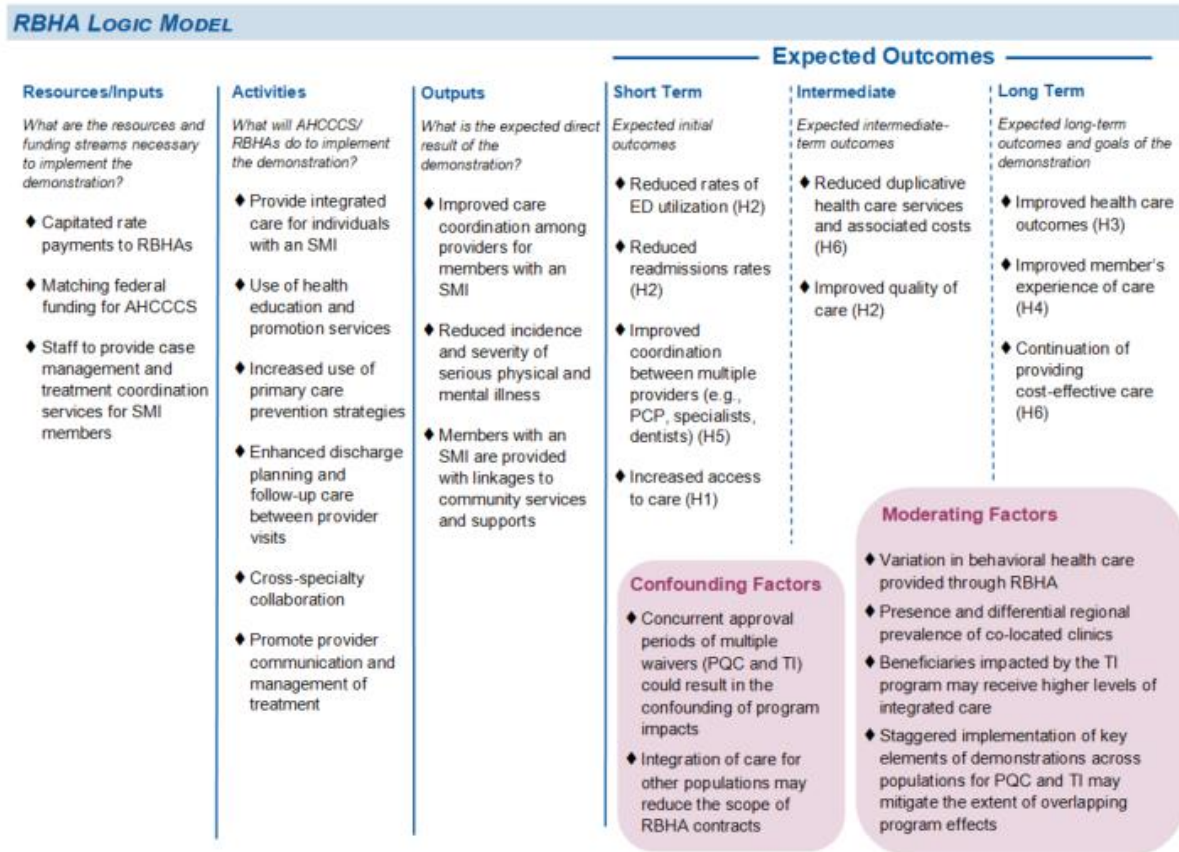 RBHA LOGIC MODEL
Expected Outcomes
Resources/Inputs
What are the resources and
funding streams necessary
to implement the
demonstration?
♦ Capitated rate
payments to RBHAs
♦ Matching federal
funding for AHCCCS
♦ Staff to provide case
management and
treatment coordination
services for SMI
members
Activities
What will AHCCCS/
RBHAs do to implement
the demonstration?
♦ Provide integrated
care for individuals
with an SMI
♦ Use of health
education and
promotion services
♦ Increased use of
primary care
prevention strategies
♦ Enhanced discharge
planning and
follow-up care
between provider
visits
♦ Cross-specialty
collaboration
♦ Promote provider
communication and
management of
treatment
Outputs
What is the expected direct
result of the
demonstration?
♦ Improved care
coordination among
providers for
members with an
SMI
♦ Reduced incidence
and severity of
serious physical and
mental illness
♦ Members with an
SMI are provided
with linkages to
community services
and supports
Short Term
Expected initial
outcomes
♦ Reduced rates of
ED utilization (H2)
♦ Reduced
readmissions rates
(H2)
♦ Improved
coordination
between multiple
providers (e.g.,
PCP, specialists,
dentists) (H5)
♦ Increased access
to care (H1)
Intermediate
Expected intermediate-
term outcomes
♦ Reduced duplicative
health care services
and associated costs
(H6)
♦ Improved quality of
care (H2)
Long Term
Expected long-term
outcomes and goals of the
demonstration
♦ Improved health care
outcomes (H3)
♦ Improved member's
experience of care
(H4)
♦ Continuation of
providing
cost-effective care
(H6)
Confounding Factors
♦ Concurrent approval
periods of multiple
waivers (PQC and TI)
could result in the
confounding of program
impacts
♦ Integration of care for
other populations may
reduce the scope of
RBHA contracts
Moderating Factors
♦ Variation in behavioral health care
provided through RBHA
♦ Presence and differential regional
prevalence of co-located clinics
♦ Beneficiaries impacted by the TI
program may receive higher levels of
integrated care
♦ Staggered implementation of key
elements of demonstrations across
populations for PQC and TI may
mitigate the extent of overlapping
program effects